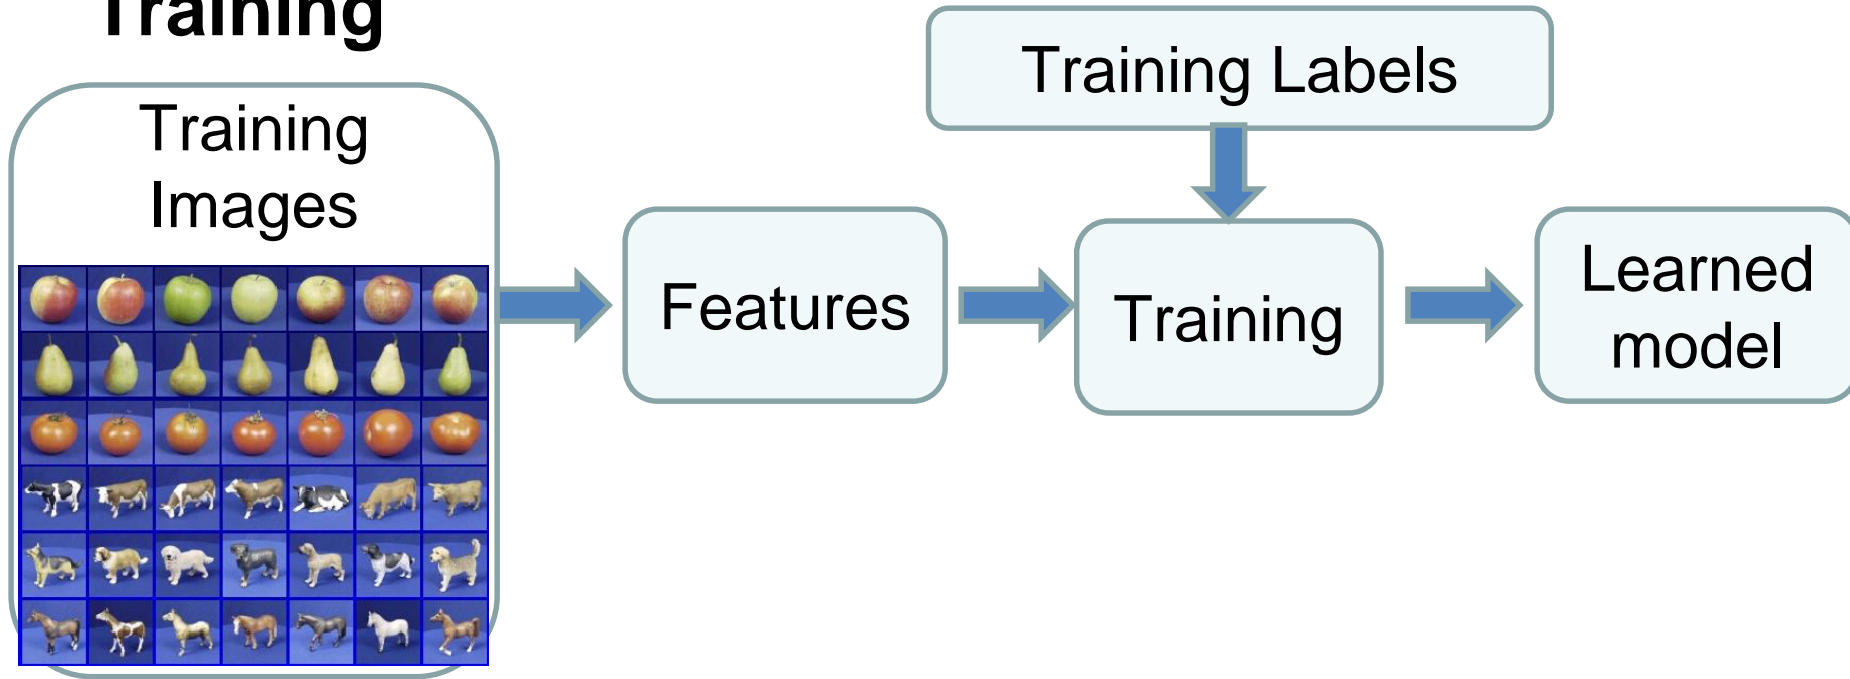 Training
Training
Images
Training Labels
Features
Training
Learned
model